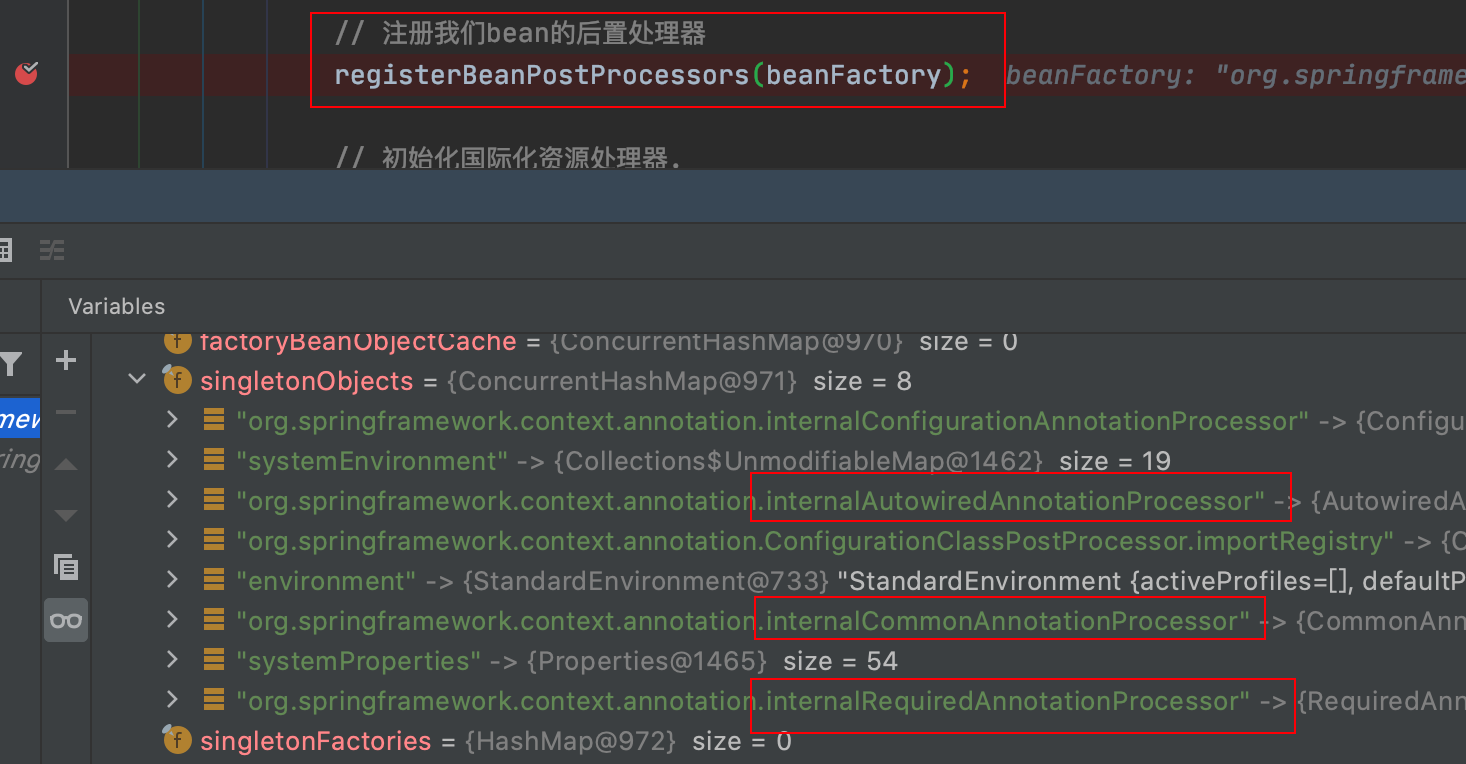 // 注册我们bean的后置处理器
registerBeanPostProcessors(beanFactory); beanFactory: "org.springframe
// 初始化国际化资源处理器.
Variables
factoryBeanObjectCache = {ConcurrentHashMap@970} size = 0
singletonObjects = {ConcurrentHashMap@971} size = 8
"org.springframework.context.annotation.internalConfigurationAnnotationProcessor" -> {Configu
"systemEnvironment" -> {Collections$UnmodifiableMap@1462} size = 19
"org.springframework.context.annotation.internalAutowiredAnnotationProcessor" -> {AutowiredA
"org.springframework.context.annotation.ConfigurationClassPostProcessor.importRegistry" -> {C
"environment" -> {StandardEnvironment@733} "StandardEnvironment {activeProfiles=[], defaultP
"org.springframework.context.annotation.internalCommonAnnotationProcessor" -> {CommonAnn
"systemProperties" -> {Properties@1465} size = 54
"org.springframework.context.annotation.internalRequiredAnnotationProcessor" -> {RequiredAnn
singletonFactories = {HashMap@972} size = 0
mew
ring